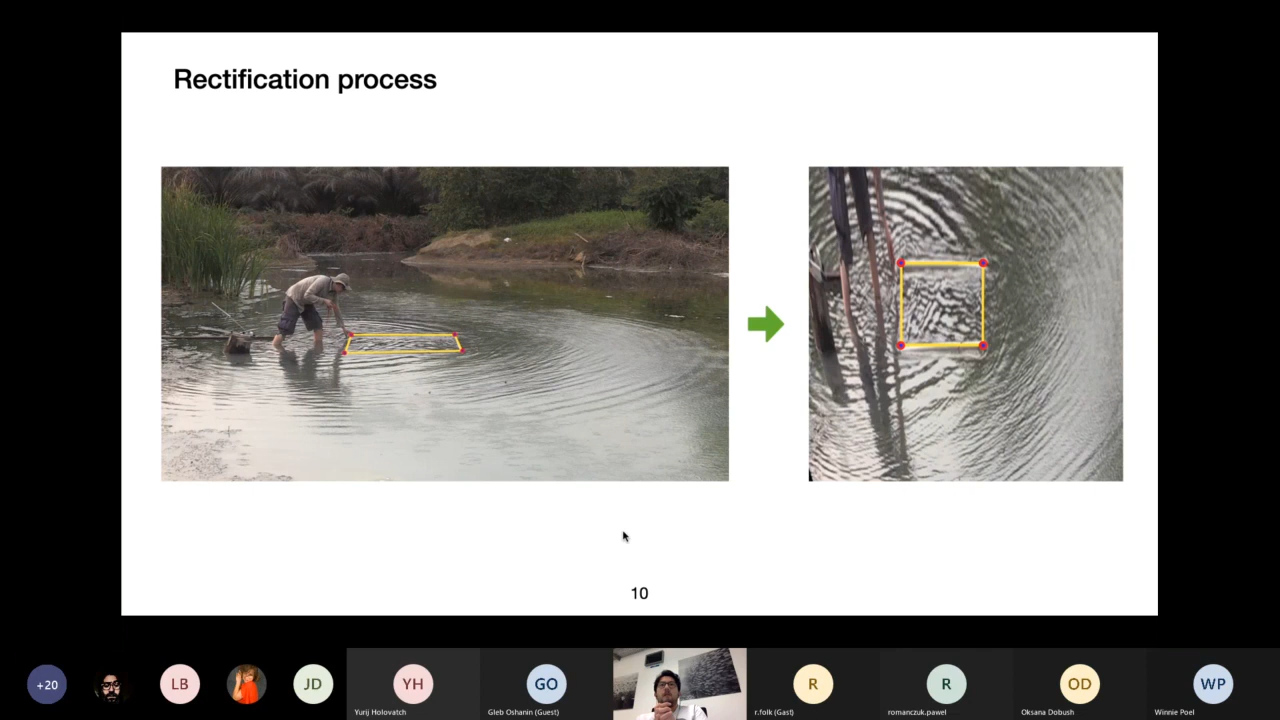 Rectification process
10
+20
LB
JD
YH
GO
R
R
OD
WP
Yurij Holovatch
Gleb Oshanin (Guest)
r.folk (Gast)
romanczuk.pawel
Oksana Dobush
Winnie Poel